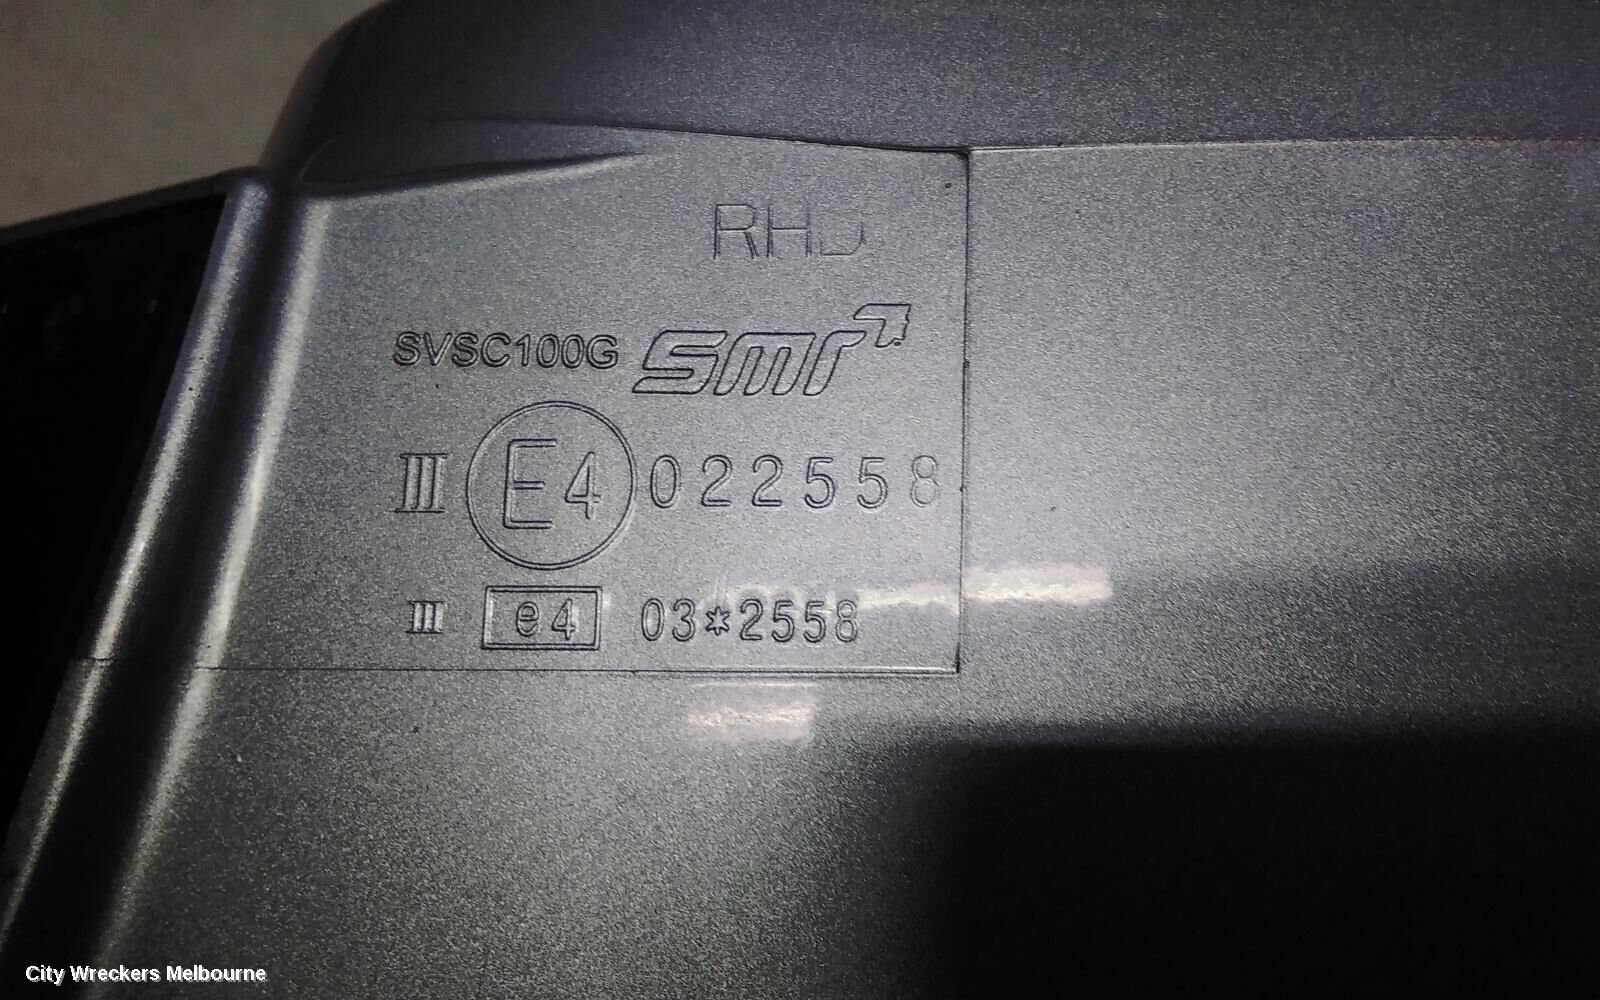 RHD
SVSC100G smr
III E4 022558
III e4 03*2558
City Wreckers Melbourne